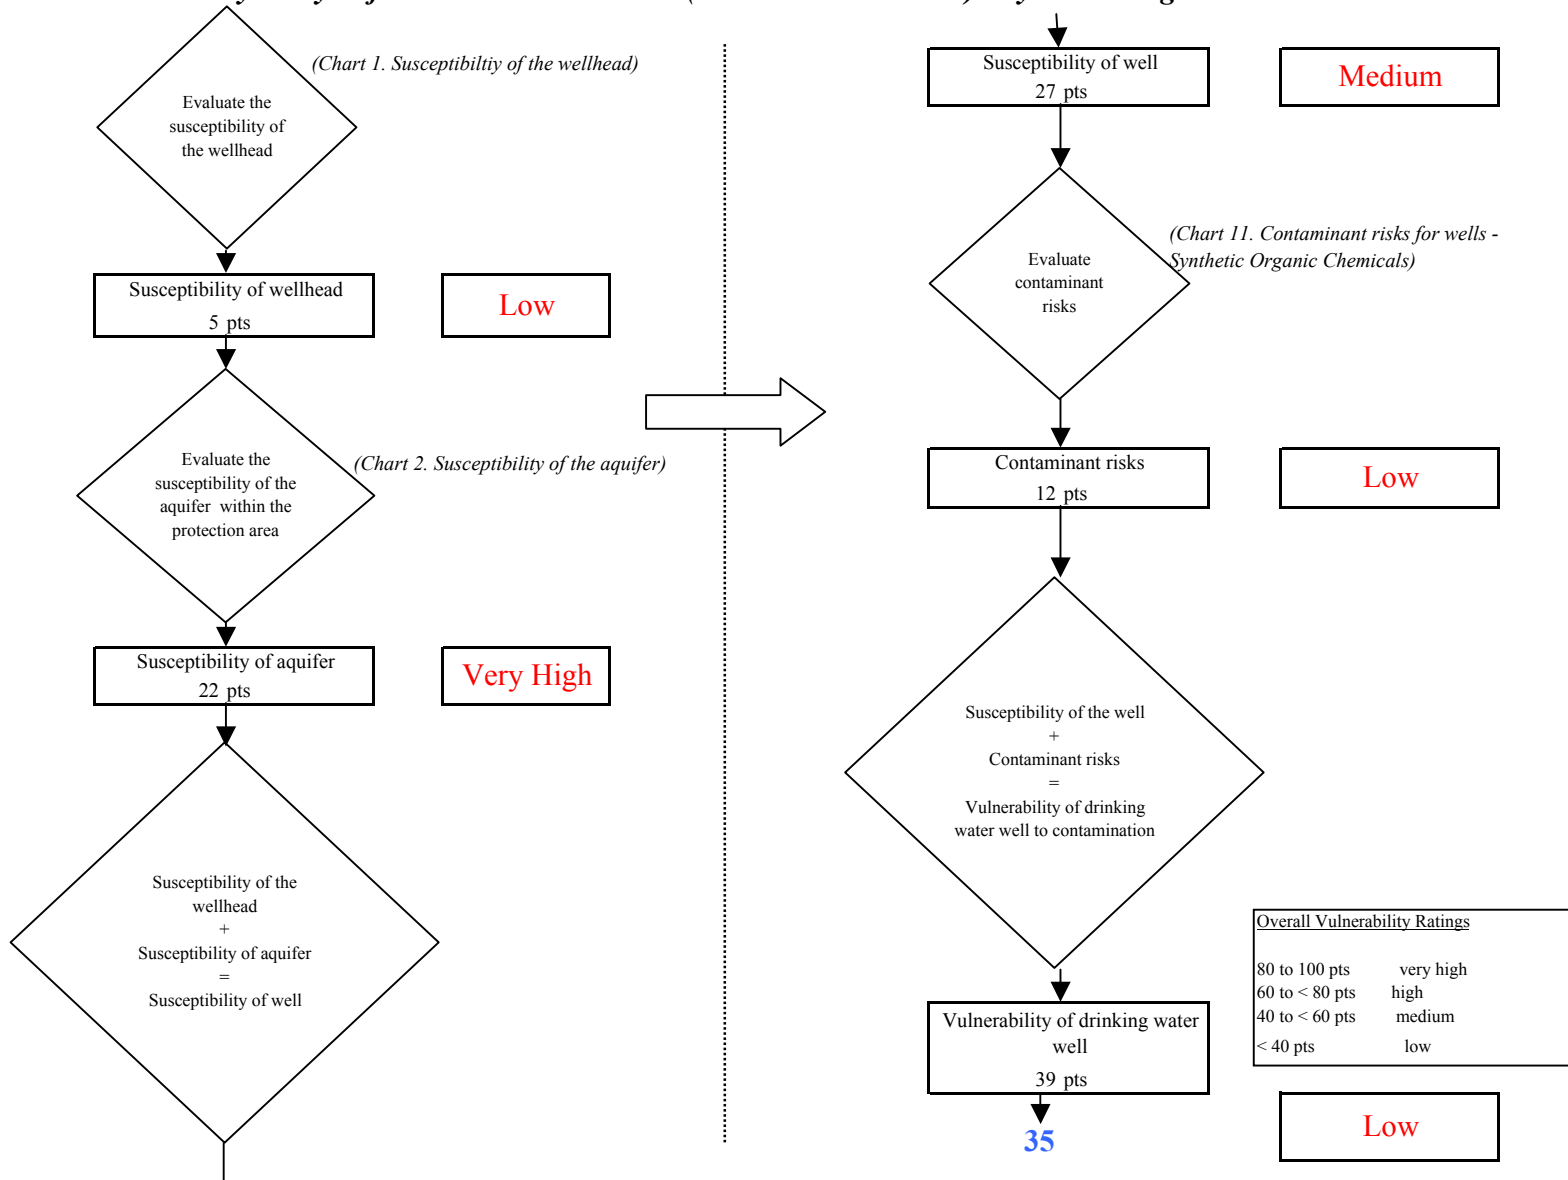 (Chart 1. Susceptibiltiy of the wellhead)
Evaluate the
susceptibility of
the wellhead
Susceptibility of wellhead
5 pts
Low
Evaluate the
susceptibility of the
aquifer within the
protection area
(Chart 2. Susceptibility of the aquifer)
Susceptibility of aquifer
22 pts
Very High
Susceptibility of the
wellhead
+
Susceptibility of aquifer
=
Susceptibility of well
Susceptibility of well
27 pts
Medium
Evaluate
contaminant
risks
(Chart 11. Contaminant risks for wells -
Synthetic Organic Chemicals)
Contaminant risks
12 pts
Low
Susceptibility of the well
+
Contaminant risks
=
Vulnerability of drinking
water well to contamination
Vulnerability of drinking water
well
39 pts
35
Overall Vulnerability Ratings
80 to 100 pts very high
60 to < 80 pts high
40 to < 60 pts medium
< 40 pts low
Low